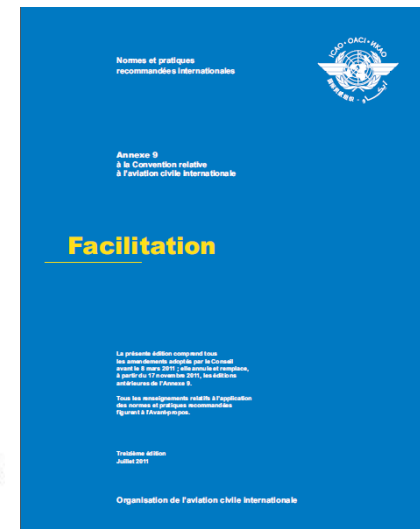 Normes et pratiques
recommandées internationales
ICAO · OACI · ИКАО
Annexe 9
à la Convention relative
à l'aviation civile internationale
Facilitation
La présente édition comprend tous
les amendements adoptés par le Conseil
avant le 8 mars 2011 ; elle annule et remplace,
à partir du 17 novembre 2011, les éditions
antérieures de l'Annexe 9.
Tous les renseignements relatifs à l'application
des normes et pratiques recommandées
figurent à l'Avant-propos.
Treizième édition
Juillet 2011
Organisation de l'aviation civile internationale